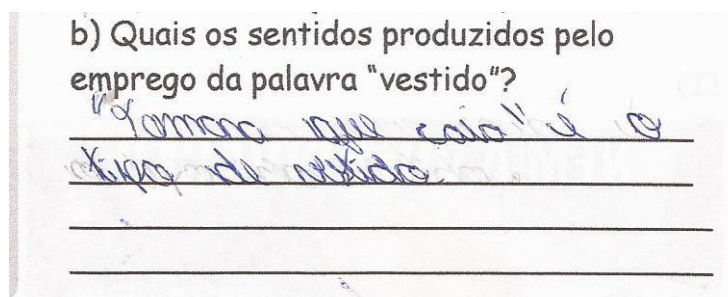 b) Quais os sentidos produzidos pelo
emprego da palavra "vestido"?
"Tomara que caia" é o
tipo de vestido.